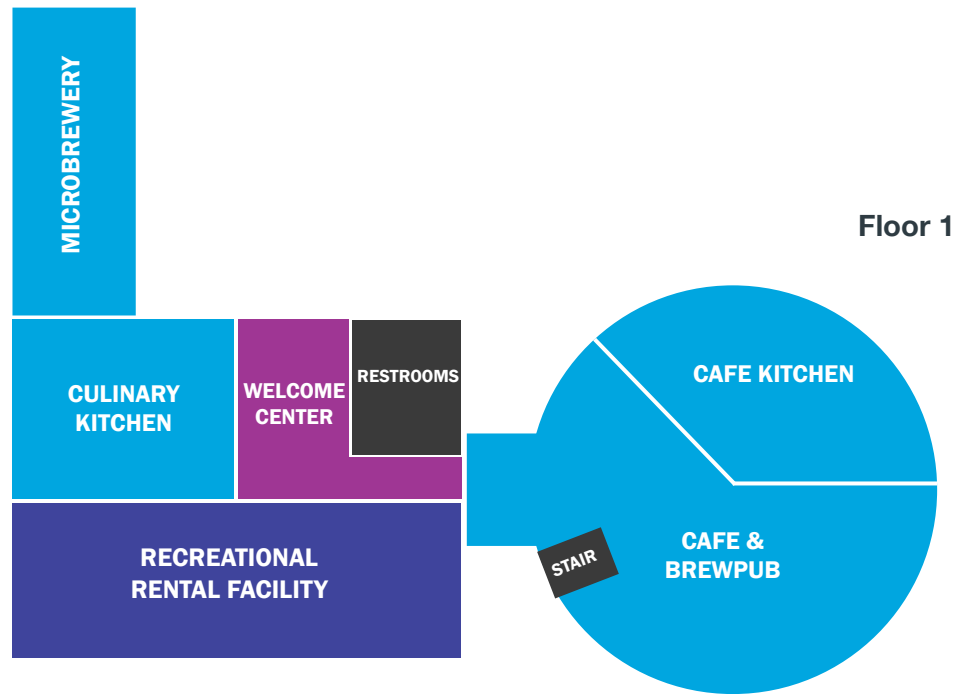 MICROBREWERY
Floor 1
CULINARY
KITCHEN
WELCOME
CENTER
RESTROOMS
CAFE KITCHEN
RECREATIONAL
RENTAL FACILITY
STAIR
CAFE &
BREWPUB